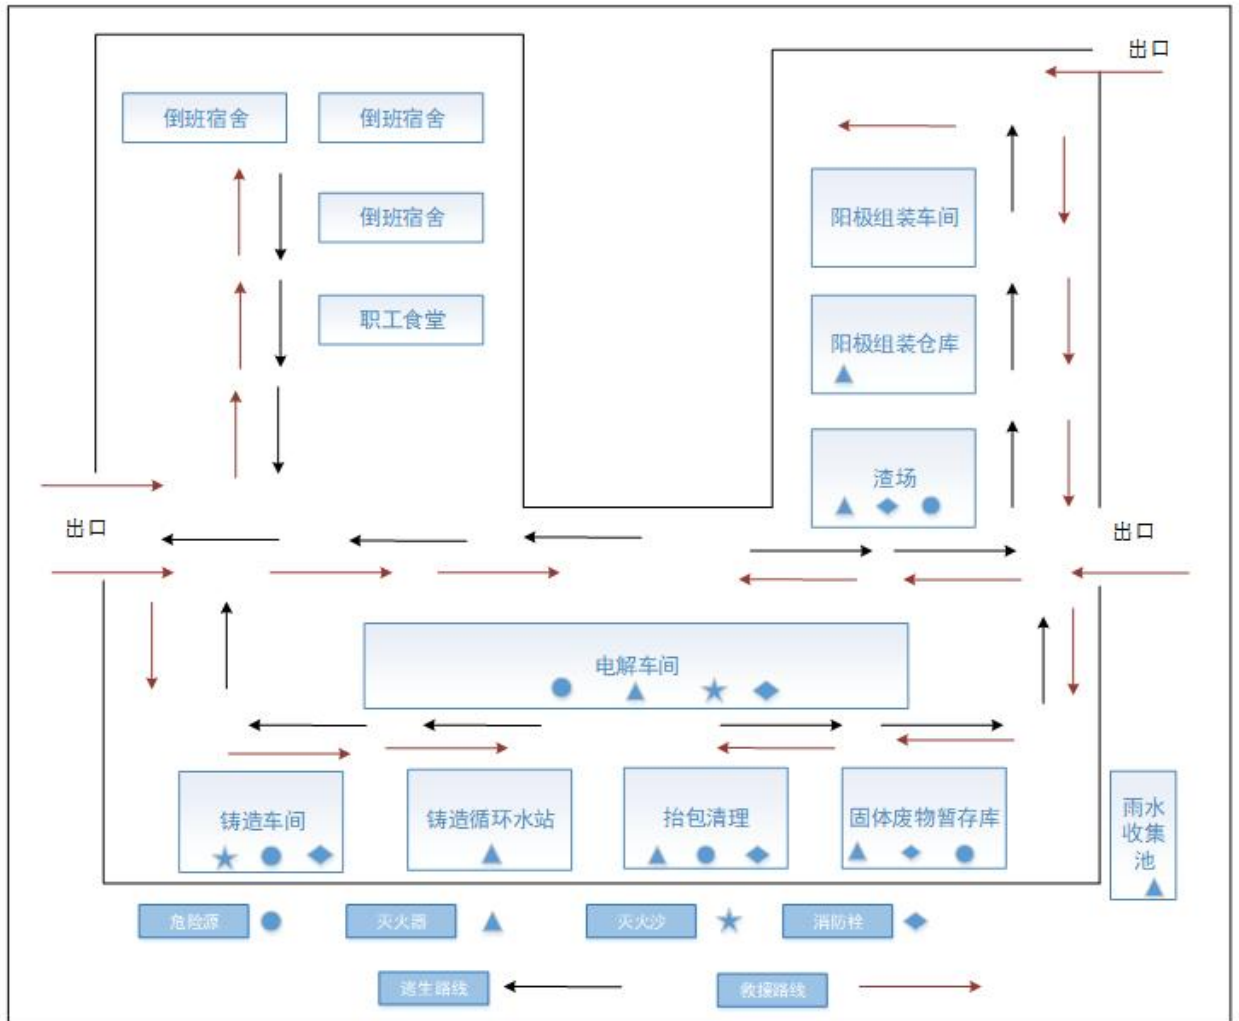 出口
倒班宿舍
倒班宿舍
倒班宿舍
阳极组装车间
职工食堂
阳极组装仓库
渣场
出口
出口
电解车间
铸造车间
铸造循环水站
抬包清理
固体废物暂存库
雨水
收集
池
危险源
灭火器
灭火沙
消防栓
逃生路线
救援路线